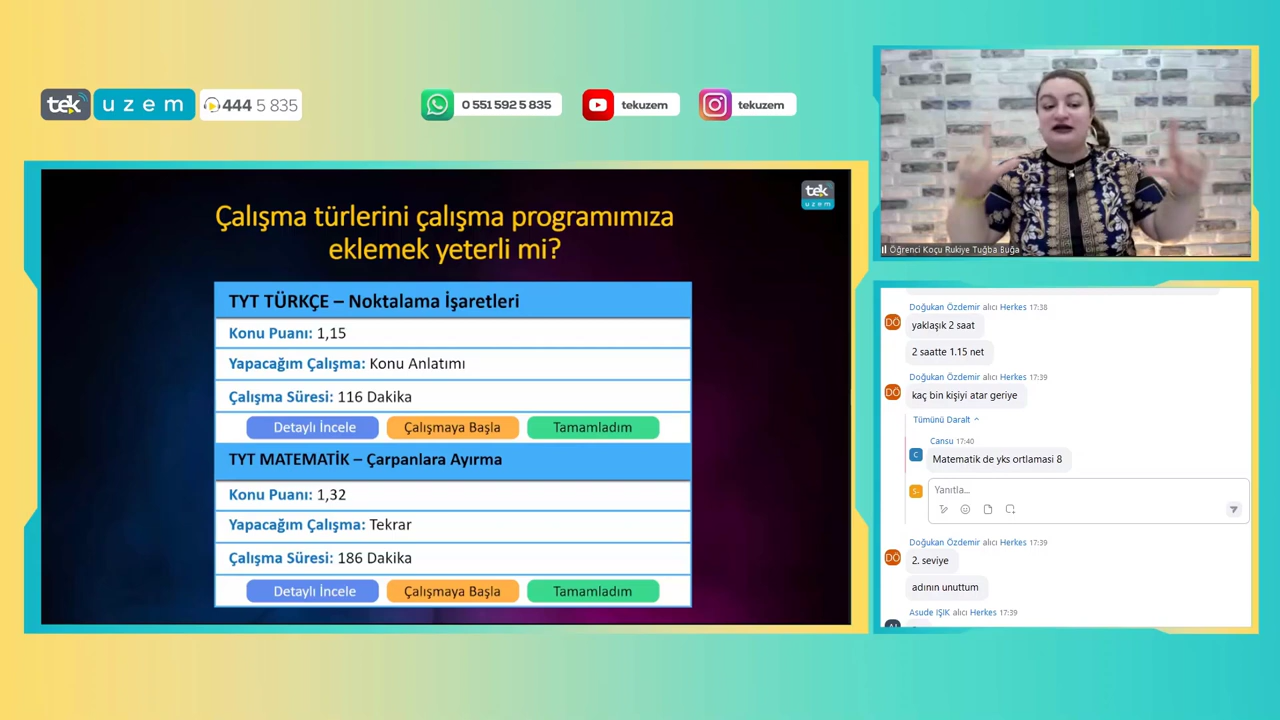 tek uzem 444 5 835
0 551 592 5 835
tekuzem
tekuzem
tek
uzem
Çalışma türlerini çalışma programımıza
eklemek yeterli mi?
TYT TÜRKÇE – Noktalama İşaretleri
Konu Puanı: 1,15
Yapacağım Çalışma: Konu Anlatımı
Çalışma Süresi: 116 Dakika
Detaylı İncele
Çalışmaya Başla
Tamamladım
TYT MATEMATİK – Çarpanlara Ayırma
Konu Puanı: 1,32
Yapacağım Çalışma: Tekrar
Çalışma Süresi: 186 Dakika
Detaylı İncele
Çalışmaya Başla
Tamamladım
Öğrenci Koçu Rukiye Tuğba Buğa
Doğukan Özdemir alıcı Herkes 17:38
DÖ
yaklaşık 2 saat
2 saatte 1.15 net
Doğukan Özdemir alıcı Herkes 17:39
DÖ
kaç bin kişiyi atar geriye
Tümünü Daralt
Cansu 17:40
C
Matematik de yks ortlamasi 8
S-
Yanıtla...
Doğukan Özdemir alıcı Herkes 17:39
DÖ
2. seviye
adının unuttum
Asude IŞIK alıcı Herkes 17:39